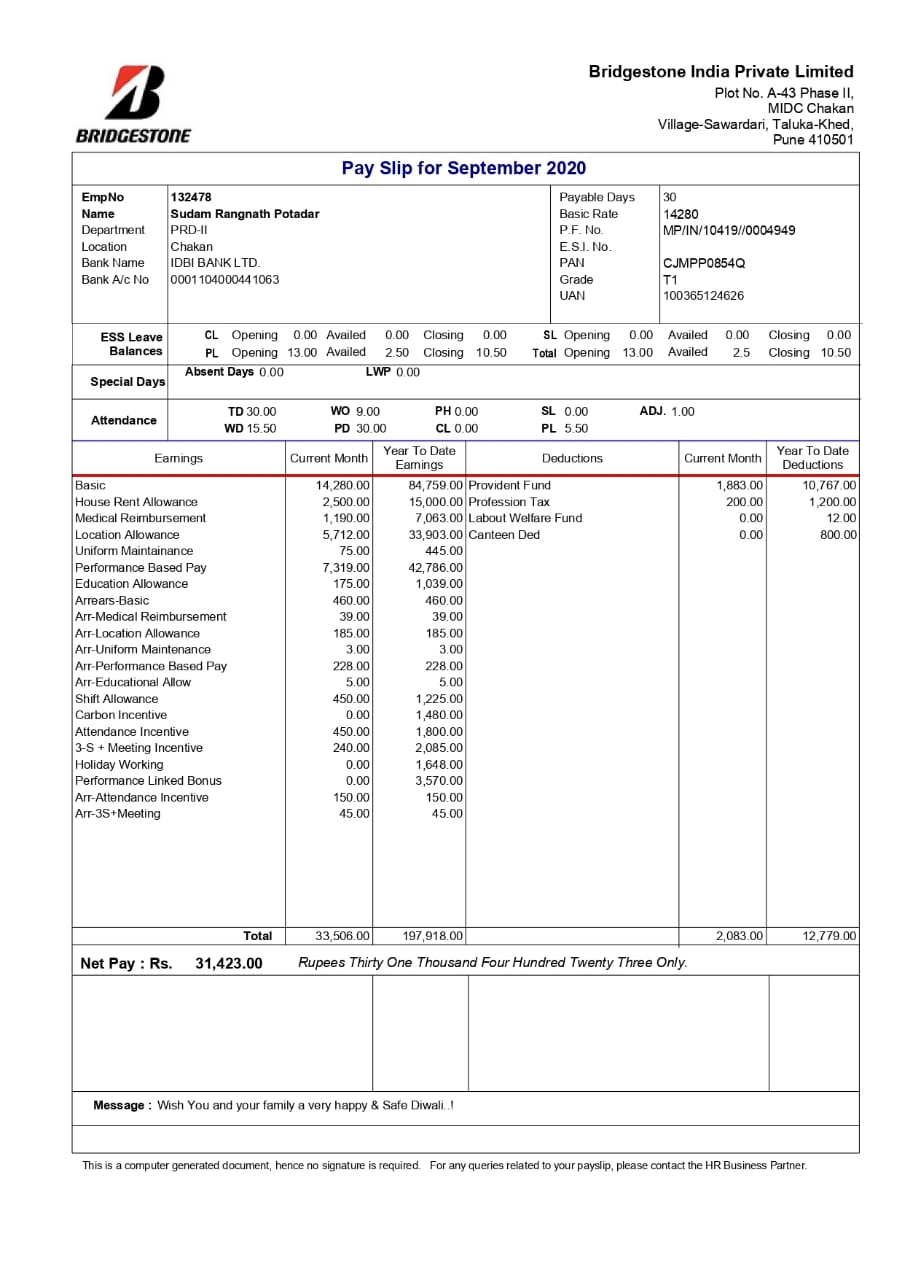 BRIDGESTONE
Bridgestone India Private Limited
Plot No. A-43 Phase II,
MIDC Chakan
Village-Sawardari, Taluka-Khed,
Pune 410501
Pay Slip for September 2020
EmpNo 132478 Payable Days 30
Name Sudam Rangnath Potadar Basic Rate 14280
Department PRD-II P.F. No. MP/IN/10419//0004949
Location Chakan E.S.I. No.
Bank Name IDBI BANK LTD. PAN CJMPP0854Q
Bank A/c No 0001104000441063 Grade T1
UAN 100365124626
ESS Leave Balances
CL Opening 0.00 Availed 0.00 Closing 0.00 SL Opening 0.00 Availed 0.00 Closing 0.00
PL Opening 13.00 Availed 2.50 Closing 10.50 Total Opening 13.00 Availed 2.5 Closing 10.50
Special Days Absent Days 0.00 LWP 0.00
Attendance
TD 30.00 WO 9.00 PH 0.00 SL 0.00 ADJ. 1.00
WD 15.50 PD 30.00 CL 0.00 PL 5.50
Earnings Current Month Year To Date Earnings Deductions Current Month Year To Date Deductions
Basic 14,280.00 84,759.00 Provident Fund 1,883.00 10,767.00
House Rent Allowance 2,500.00 15,000.00 Profession Tax 200.00 1,200.00
Medical Reimbursement 1,190.00 7,063.00 Labout Welfare Fund 0.00 12.00
Location Allowance 5,712.00 33,903.00 Canteen Ded 0.00 800.00
Uniform Maintainance 75.00 445.00
Performance Based Pay 7,319.00 42,786.00
Education Allowance 175.00 1,039.00
Arrears-Basic 460.00 460.00
Arr-Medical Reimbursement 39.00 39.00
Arr-Location Allowance 185.00 185.00
Arr-Uniform Maintenance 3.00 3.00
Arr-Performance Based Pay 228.00 228.00
Arr-Educational Allow 5.00 5.00
Shift Allowance 450.00 1,225.00
Carbon Incentive 0.00 1,480.00
Attendance Incentive 450.00 1,800.00
3-S + Meeting Incentive 240.00 2,085.00
Holiday Working 0.00 1,648.00
Performance Linked Bonus 0.00 3,570.00
Arr-Attendance Incentive 150.00 150.00
Arr-3S+Meeting 45.00 45.00
Total 33,506.00 197,918.00 2,083.00 12,779.00
Net Pay : Rs. 31,423.00 Rupees Thirty One Thousand Four Hundred Twenty Three Only.
Message : Wish You and your family a very happy & Safe Diwali..!
This is a computer generated document, hence no signature is required. For any queries related to your payslip, please contact the HR Business Partner.